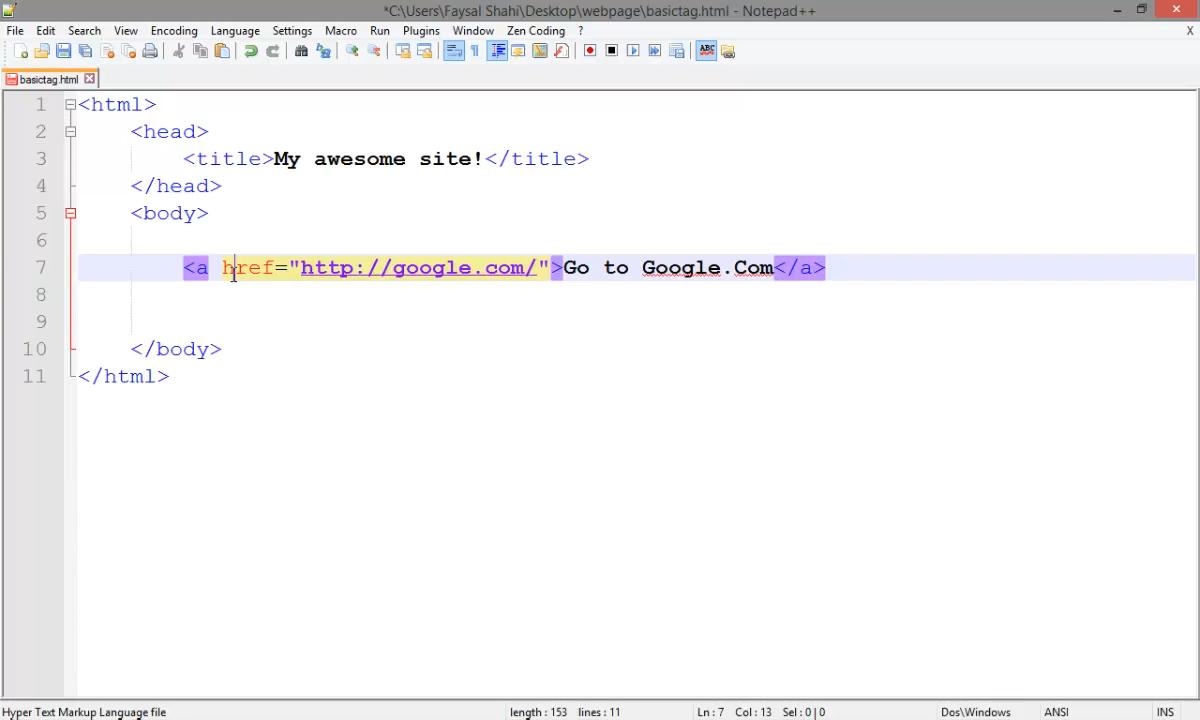 *C:\Users\Faysal Shahi\Desktop\webpage\basictag.html - Notepad++
File Edit Search View Encoding Language Settings Macro Run Plugins Window Zen Coding ? X
ABC
basictag.html
1 <html>
2 <head>
3 <title>My awesome site!</title>
4 </head>
5 <body>
6
7 <a href="http://google.com/">Go to Google.Com</a>
8
9
10 </body>
11 </html>
Hyper Text Markup Language file length : 153 lines : 11 Ln : 7 Col : 13 Sel : 0 | 0 Dos\Windows ANSI INS